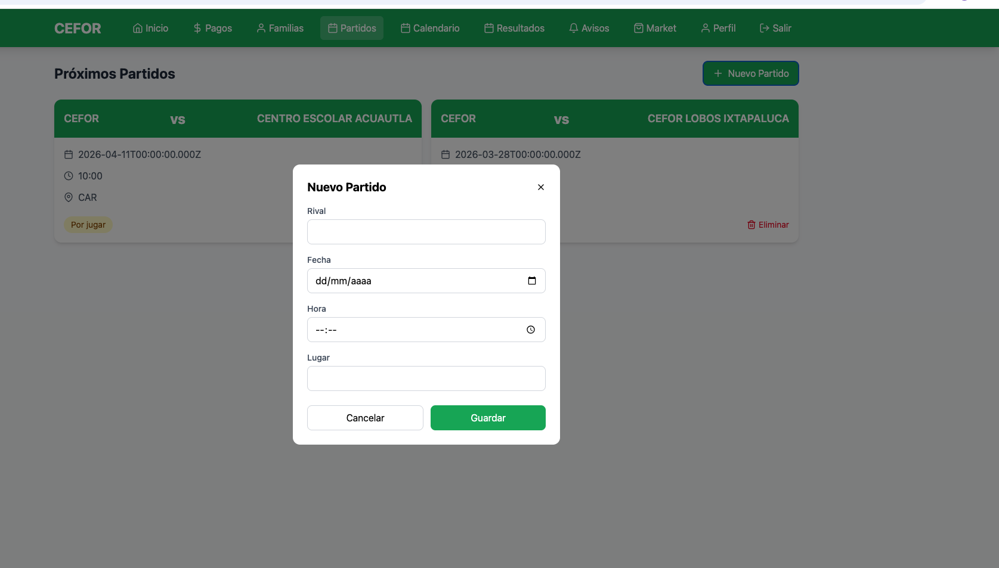 CEFOR Inicio Pagos Familias Partidos Calendario Resultados Avisos Market Perfil Salir
Próximos Partidos
Nuevo Partido
CEFOR vs CENTRO ESCOLAR ACUAUTLA
2026-04-11T00:00:00.000Z
10:00
CAR
Por jugar
CEFOR vs CEFOR LOBOS IXTAPALUCA
2026-03-28T00:00:00.000Z
Eliminar
Nuevo Partido
Rival
Fecha
dd/mm/aaaa
Hora
--:--
Lugar
Cancelar Guardar